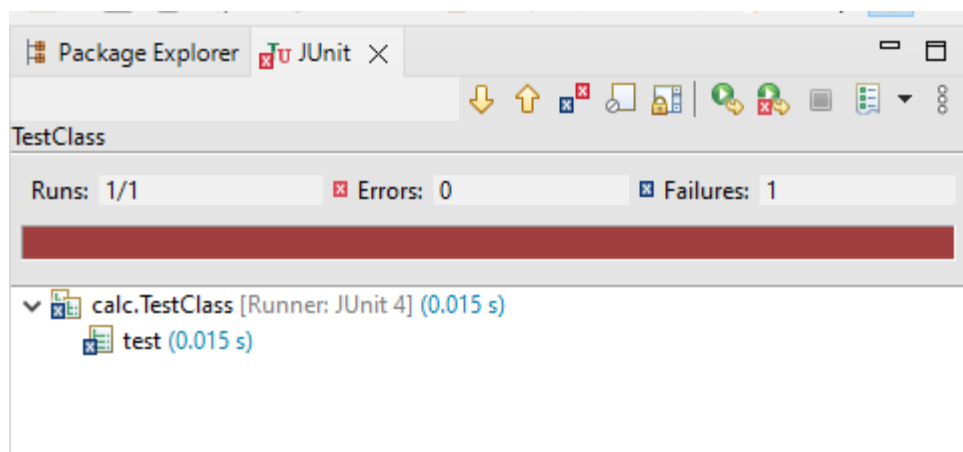 Package Explorer JUnit
TestClass
Runs: 1/1 Errors: 0 Failures: 1
calc.TestClass [Runner: JUnit 4] (0.015 s)
test (0.015 s)